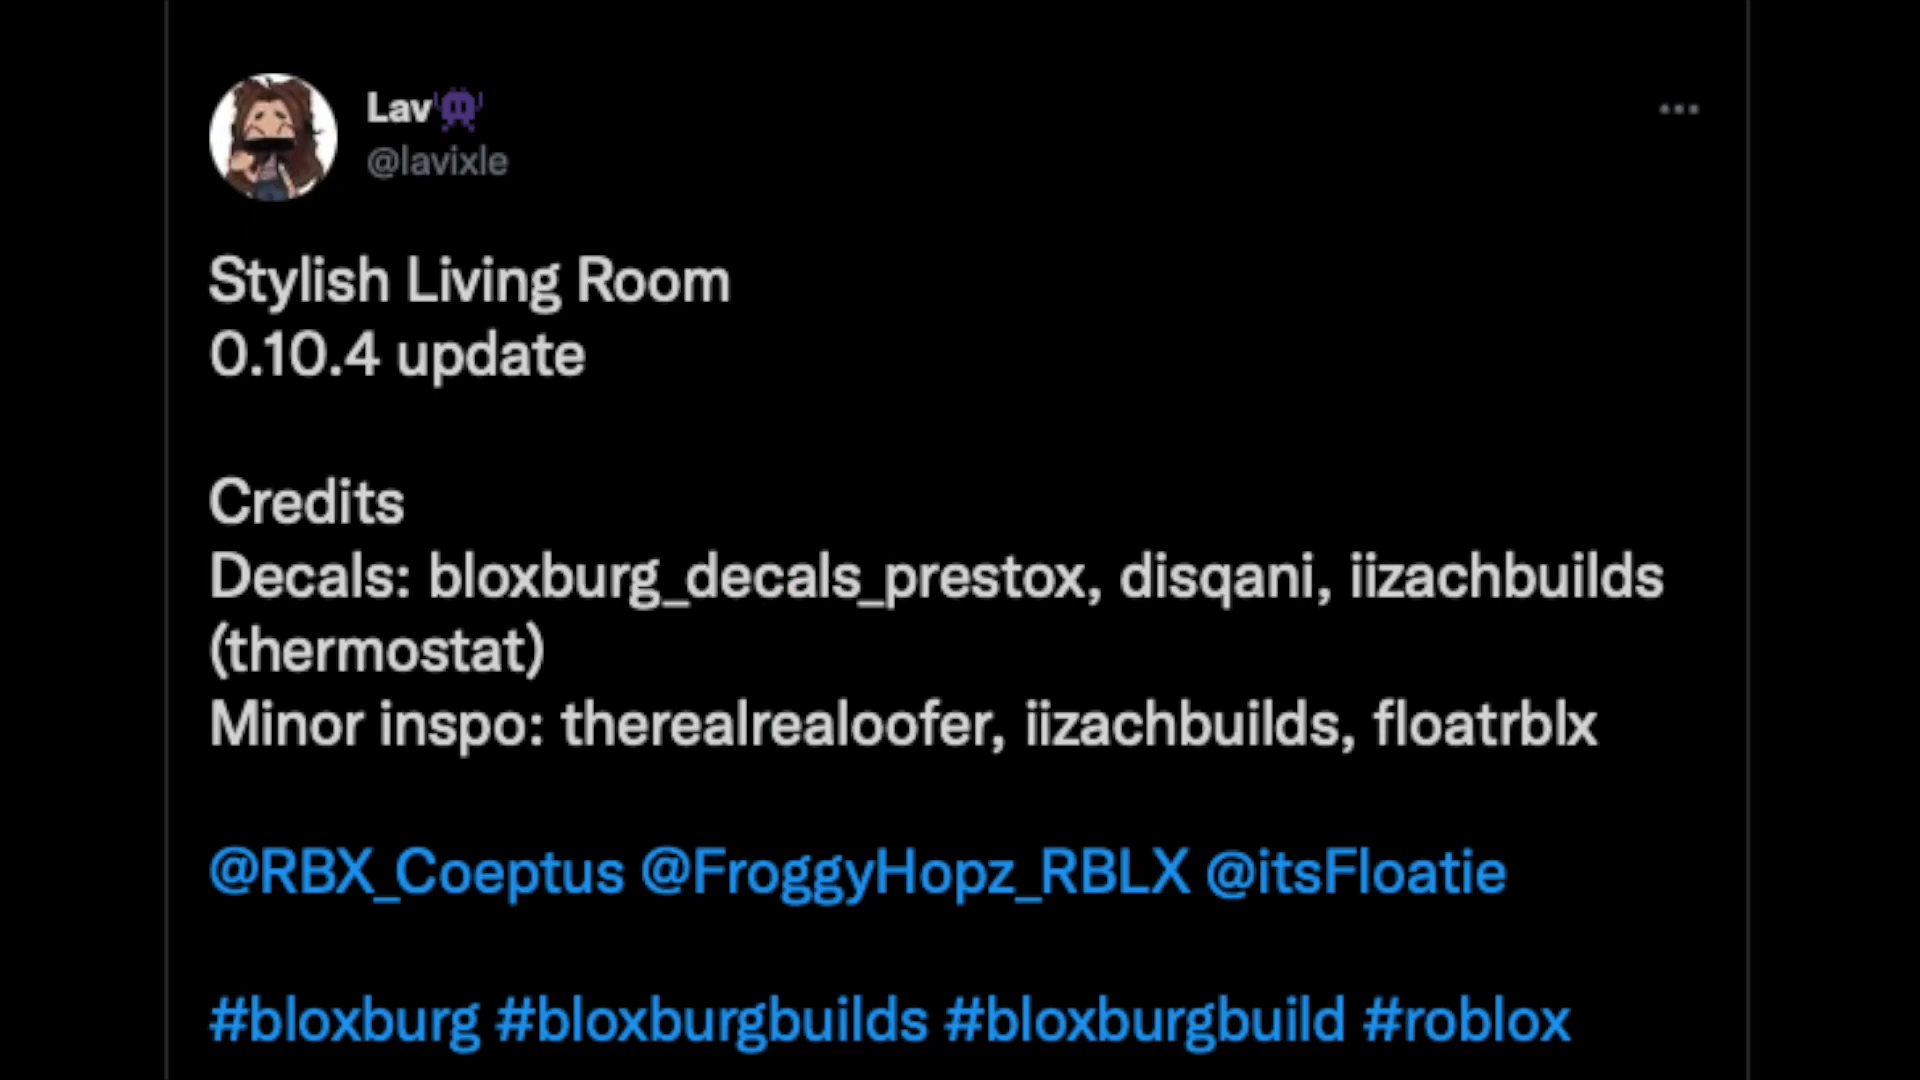 Lav👾
@lavixle
Stylish Living Room
0.10.4 update
Credits
Decals: bloxburg_decals_prestox, disqani, iizachbuilds
(thermostat)
Minor inspo: therealrealoofer, iizachbuilds, floatrblx
@RBX_Coeptus @FroggyHopz_RBLX @itsFloatie
#bloxburg #bloxburgbuilds #bloxburgbuild #roblox